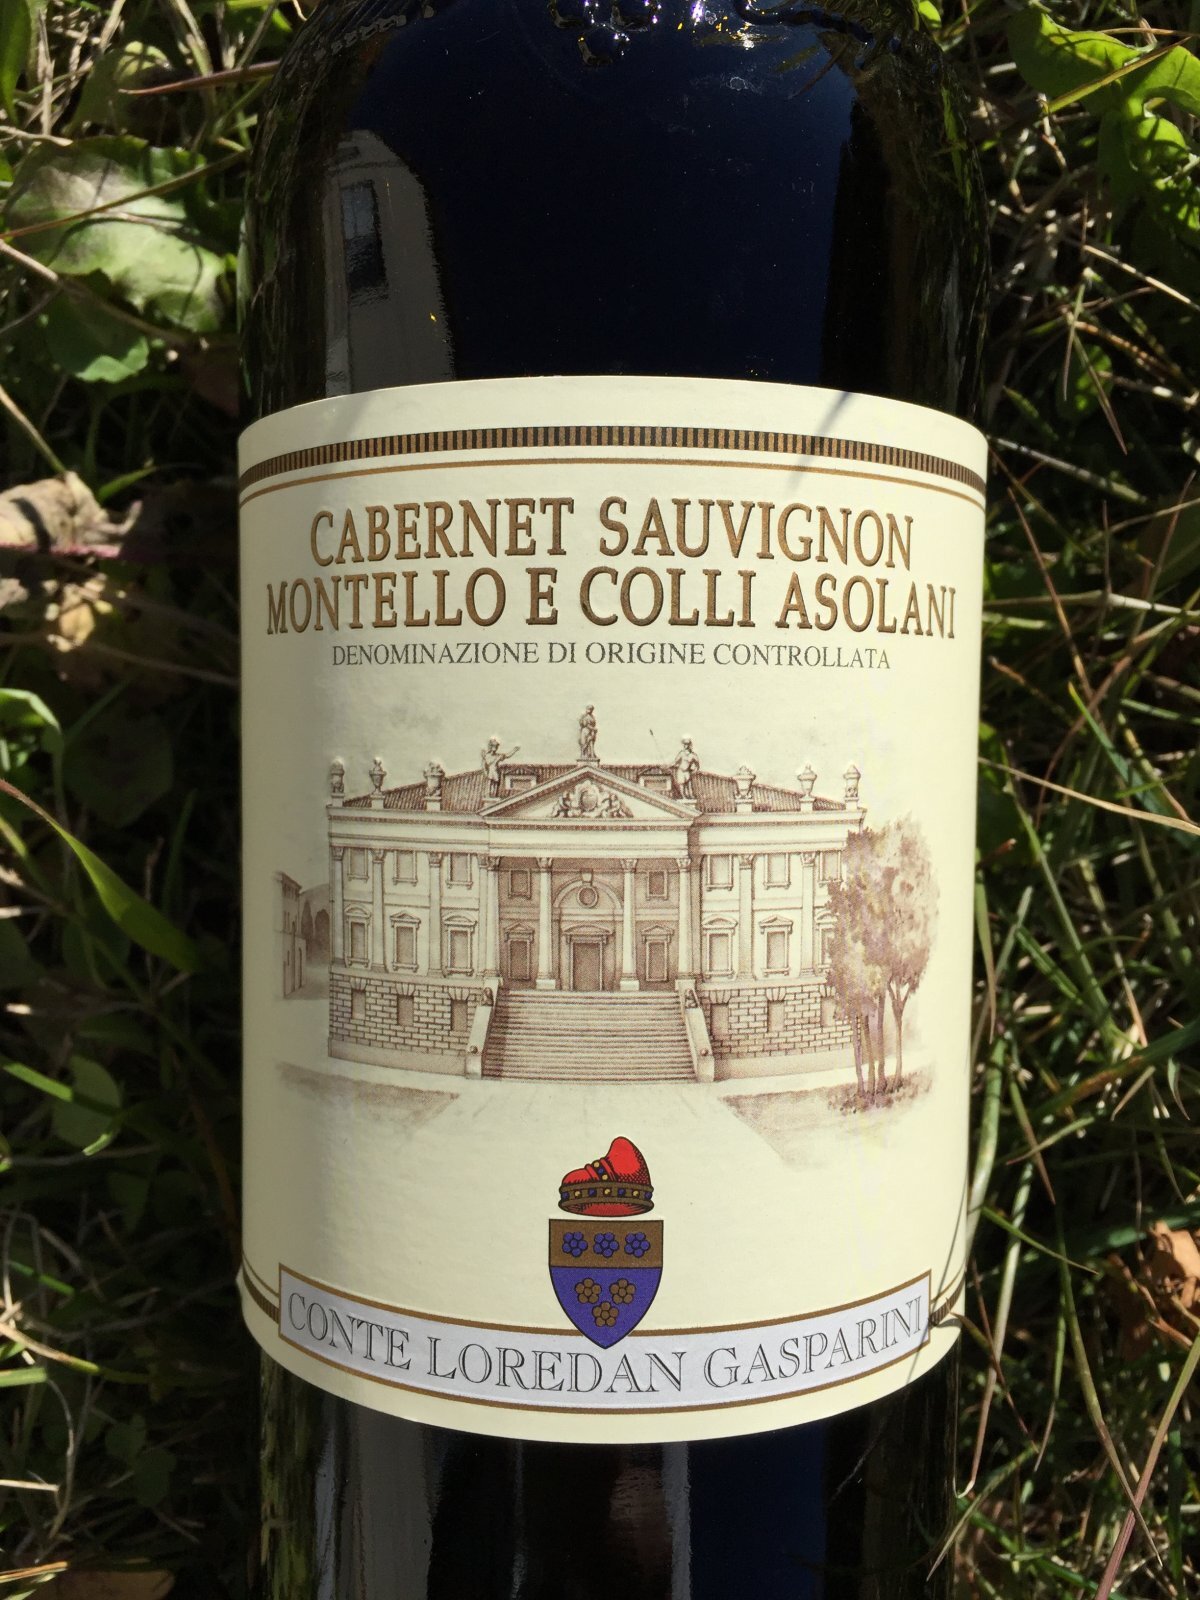 CABERNET SAUVIGNON
MONTELLO E COLLI ASOLANI
DENOMINAZIONE DI ORIGINE CONTROLLATA
CONTE LOREDAN GASPARINI